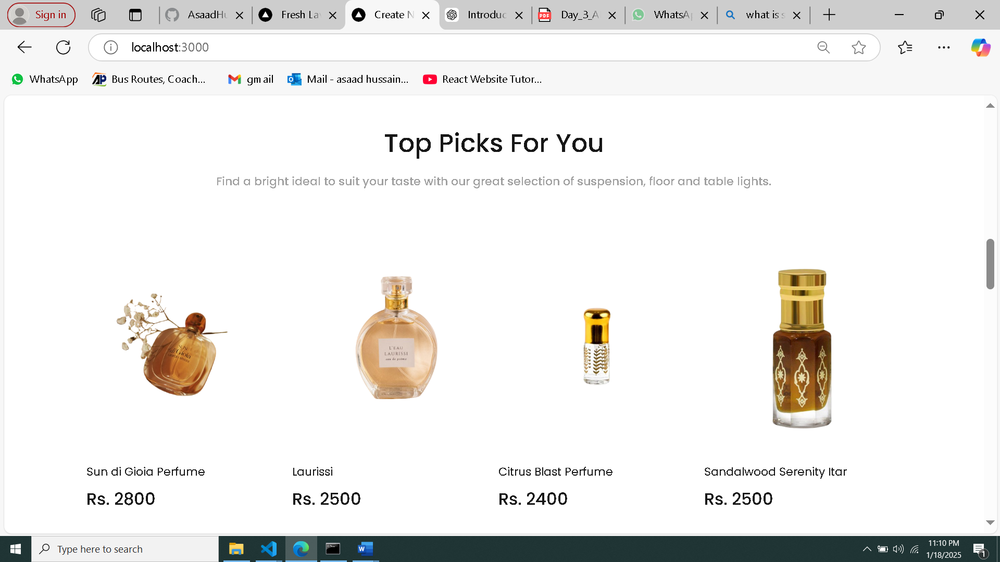 Sign in
AsaadHu
Fresh Lav
Create N
Introduc
Day_3_A
WhatsAp
what is s
localhost:3000
WhatsApp
Bus Routes, Coach...
gmail
Mail - asaad hussain...
React Website Tutor...
Top Picks For You
Find a bright ideal to suit your taste with our great selection of suspension, floor and table lights.
SUN
di Gioia
L'EAU
LAURISSI
eau de poème
Sun di Gioia Perfume
Laurissi
Citrus Blast Perfume
Sandalwood Serenity Itar
Rs. 2800
Rs. 2500
Rs. 2400
Rs. 2500
Type here to search
11:10 PM
1/18/2025
1